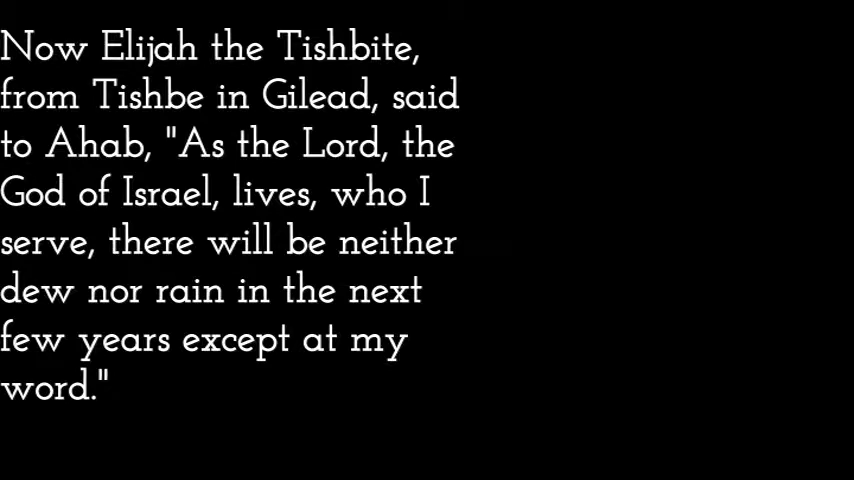 Now Elijah the Tishbite,
from Tishbe in Gilead, said
to Ahab, "As the Lord, the
God of Israel, lives, who I
serve, there will be neither
dew nor rain in the next
few years except at my
word."